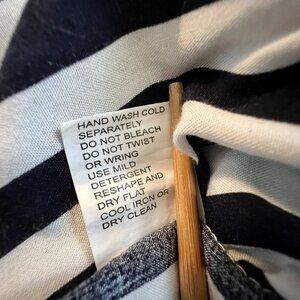 HAND WASH COLD
SEPARATELY
DO NOT BLEACH
DO NOT TWIST
OR WRING
USE MILD
DETERGENT
RESHAPE AND
DRY FLAT
COOL IRON OR
DRY CLEAN